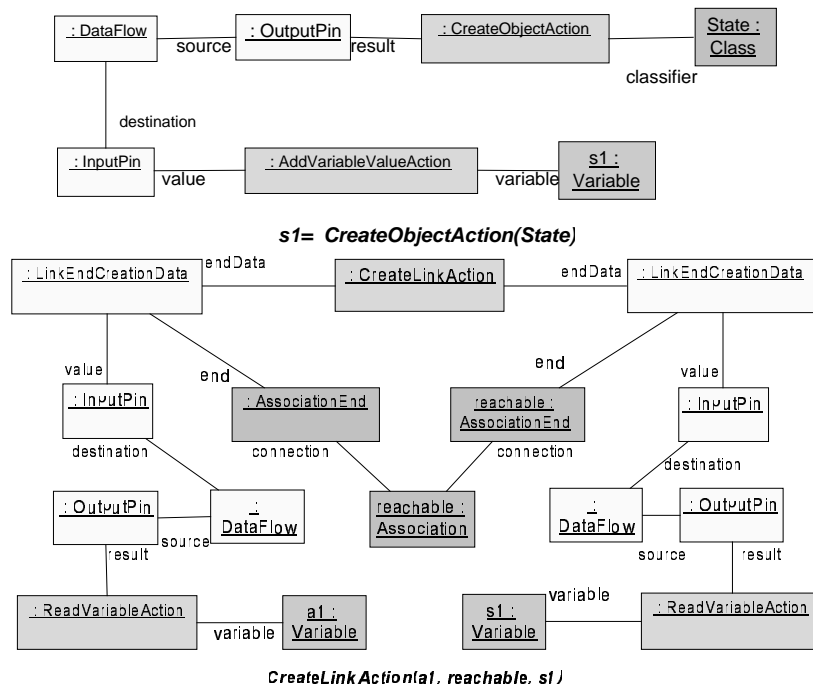 : DataFlow
source
: OutputPin
result
: CreateObjectAction
classifier
State :
Class
destination
: InputPin
value
: AddVariableValueAction
variable
s1 :
Variable
s1= CreateObjectAction(State)
: LinkEndCreationData
endData
: CreateLinkAction
endData
: LinkEndCreationData
value
end
end
value
: InputPin
: AssociationEnd
reachable :
AssociationEnd
: InputPin
destination
connection
connection
destination
: OutputPin
source
:
DataFlow
reachable :
Association
:
DataFlow
: OutputPin
result
source
result
: ReadVariableAction
variable
a1 :
Variable
s1 :
Variable
variable
: ReadVariableAction
CreateLinkAction(a1, reachable, s1)